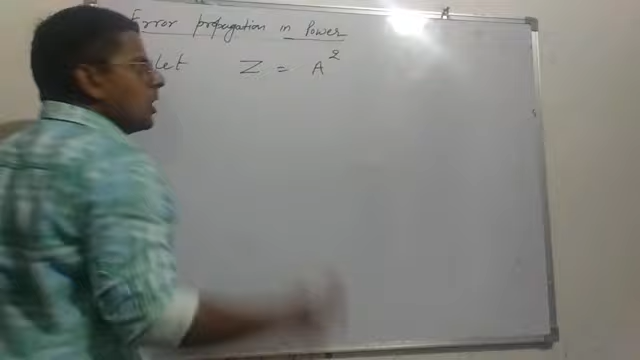 Error propagation in Power
Let Z = A²